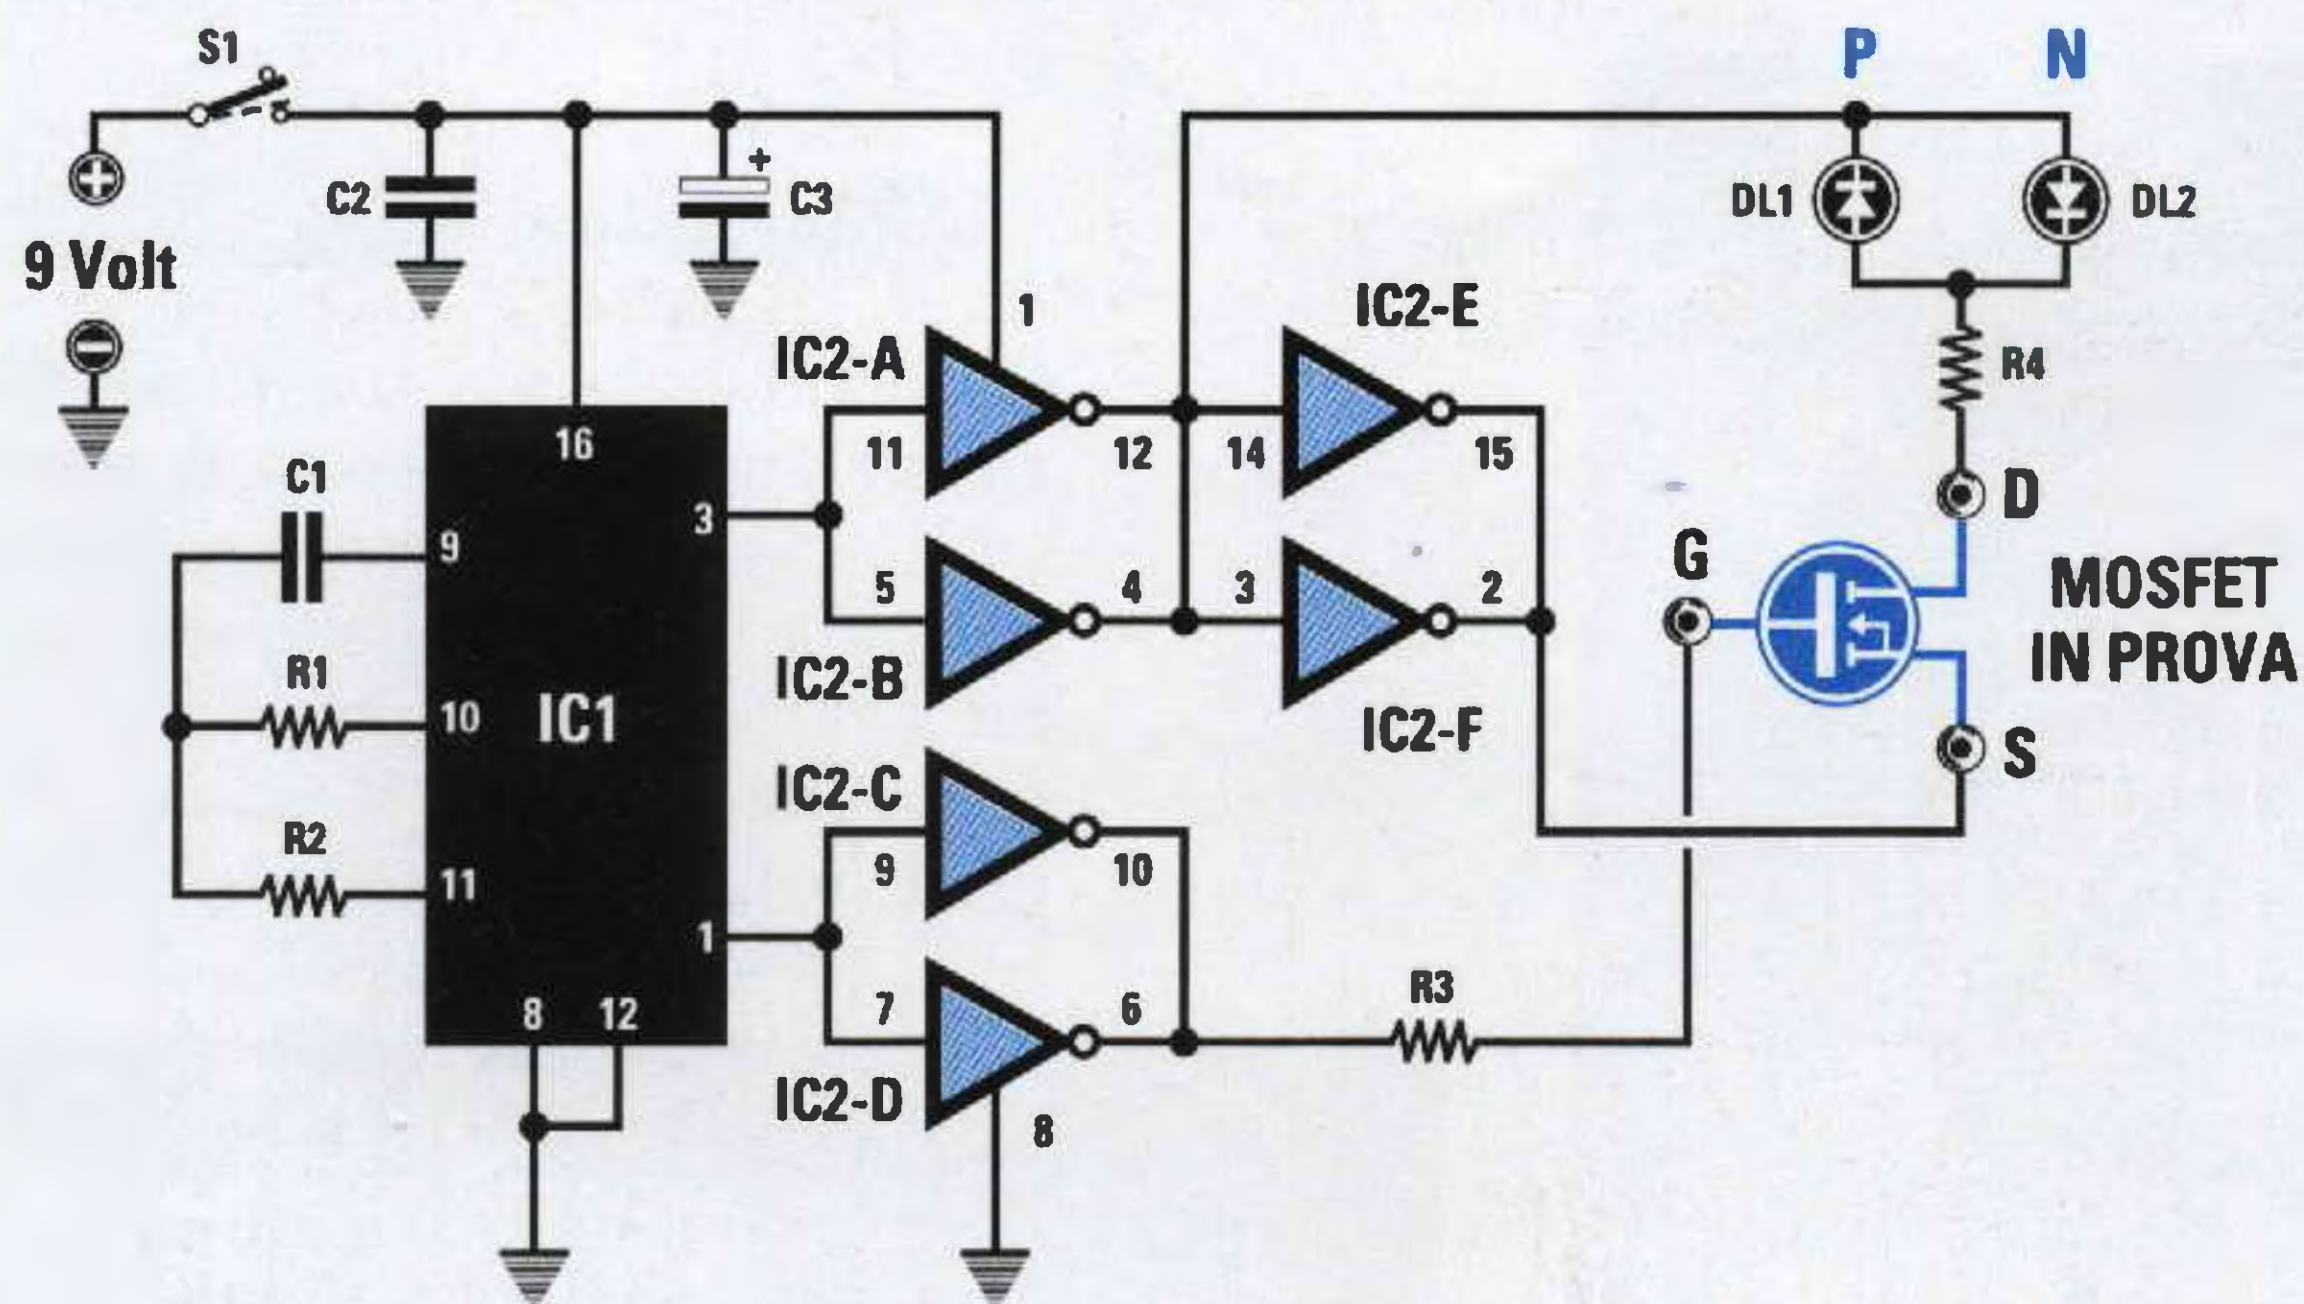 S1
P N
+
C2
C3
DL1
DL2
9 Volt
1
IC2-E
IC2-A
R4
16
11
12
14
15
C1
3
D
9
G
MOSFET
IN PROVA
5
4
3
2
R1
IC2-B
10
IC1
IC2-F
S
IC2-C
R2
9
10
11
1
R3
8 12
7
6
IC2-D
8